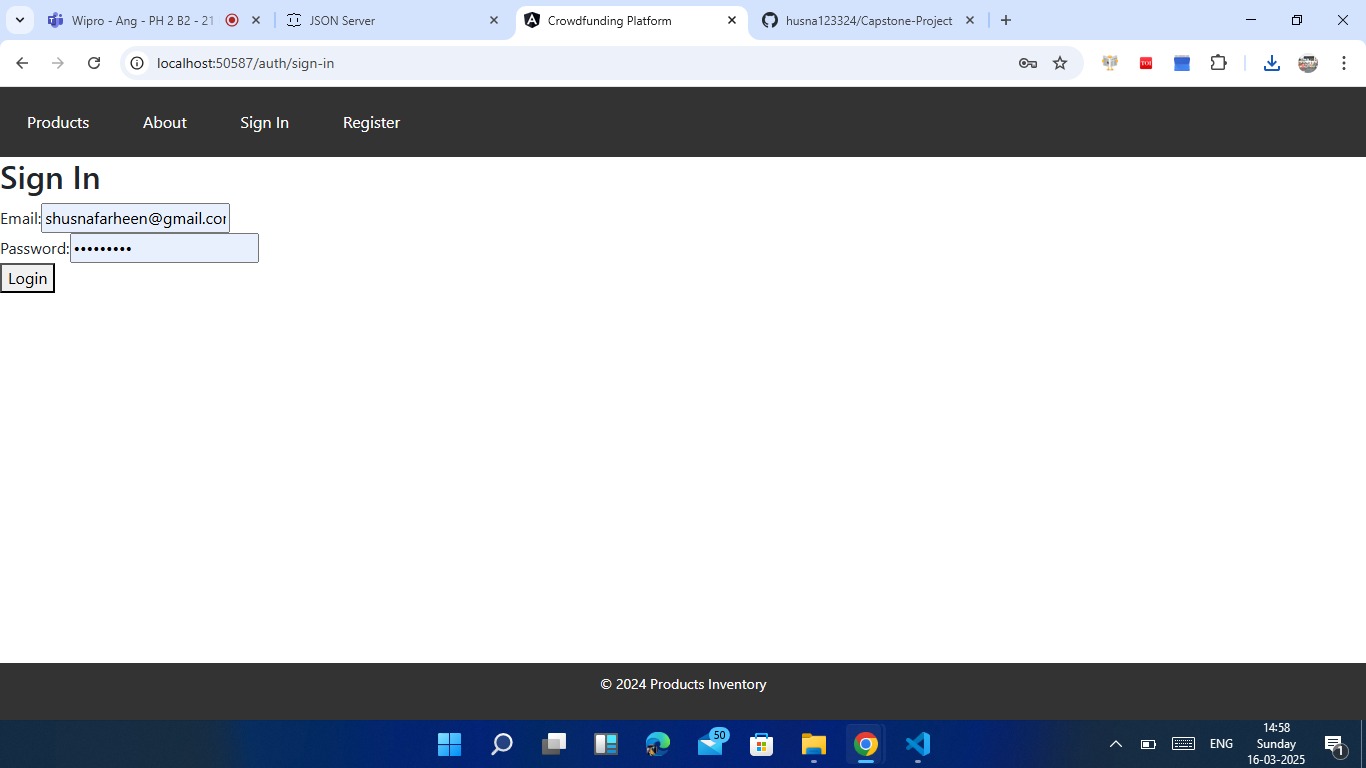 Wipro - Ang - PH 2 B2 - 21
JSON Server
Crowdfunding Platform
husna123324/Capstone-Project
localhost:50587/auth/sign-in
TOI
Products
About
Sign In
Register
Sign In
Email:
shusnafarheen@gmail.co
Password:
•••••••••
Login
© 2024 Products Inventory
50
ENG
14:58
Sunday
16-03-2025
1